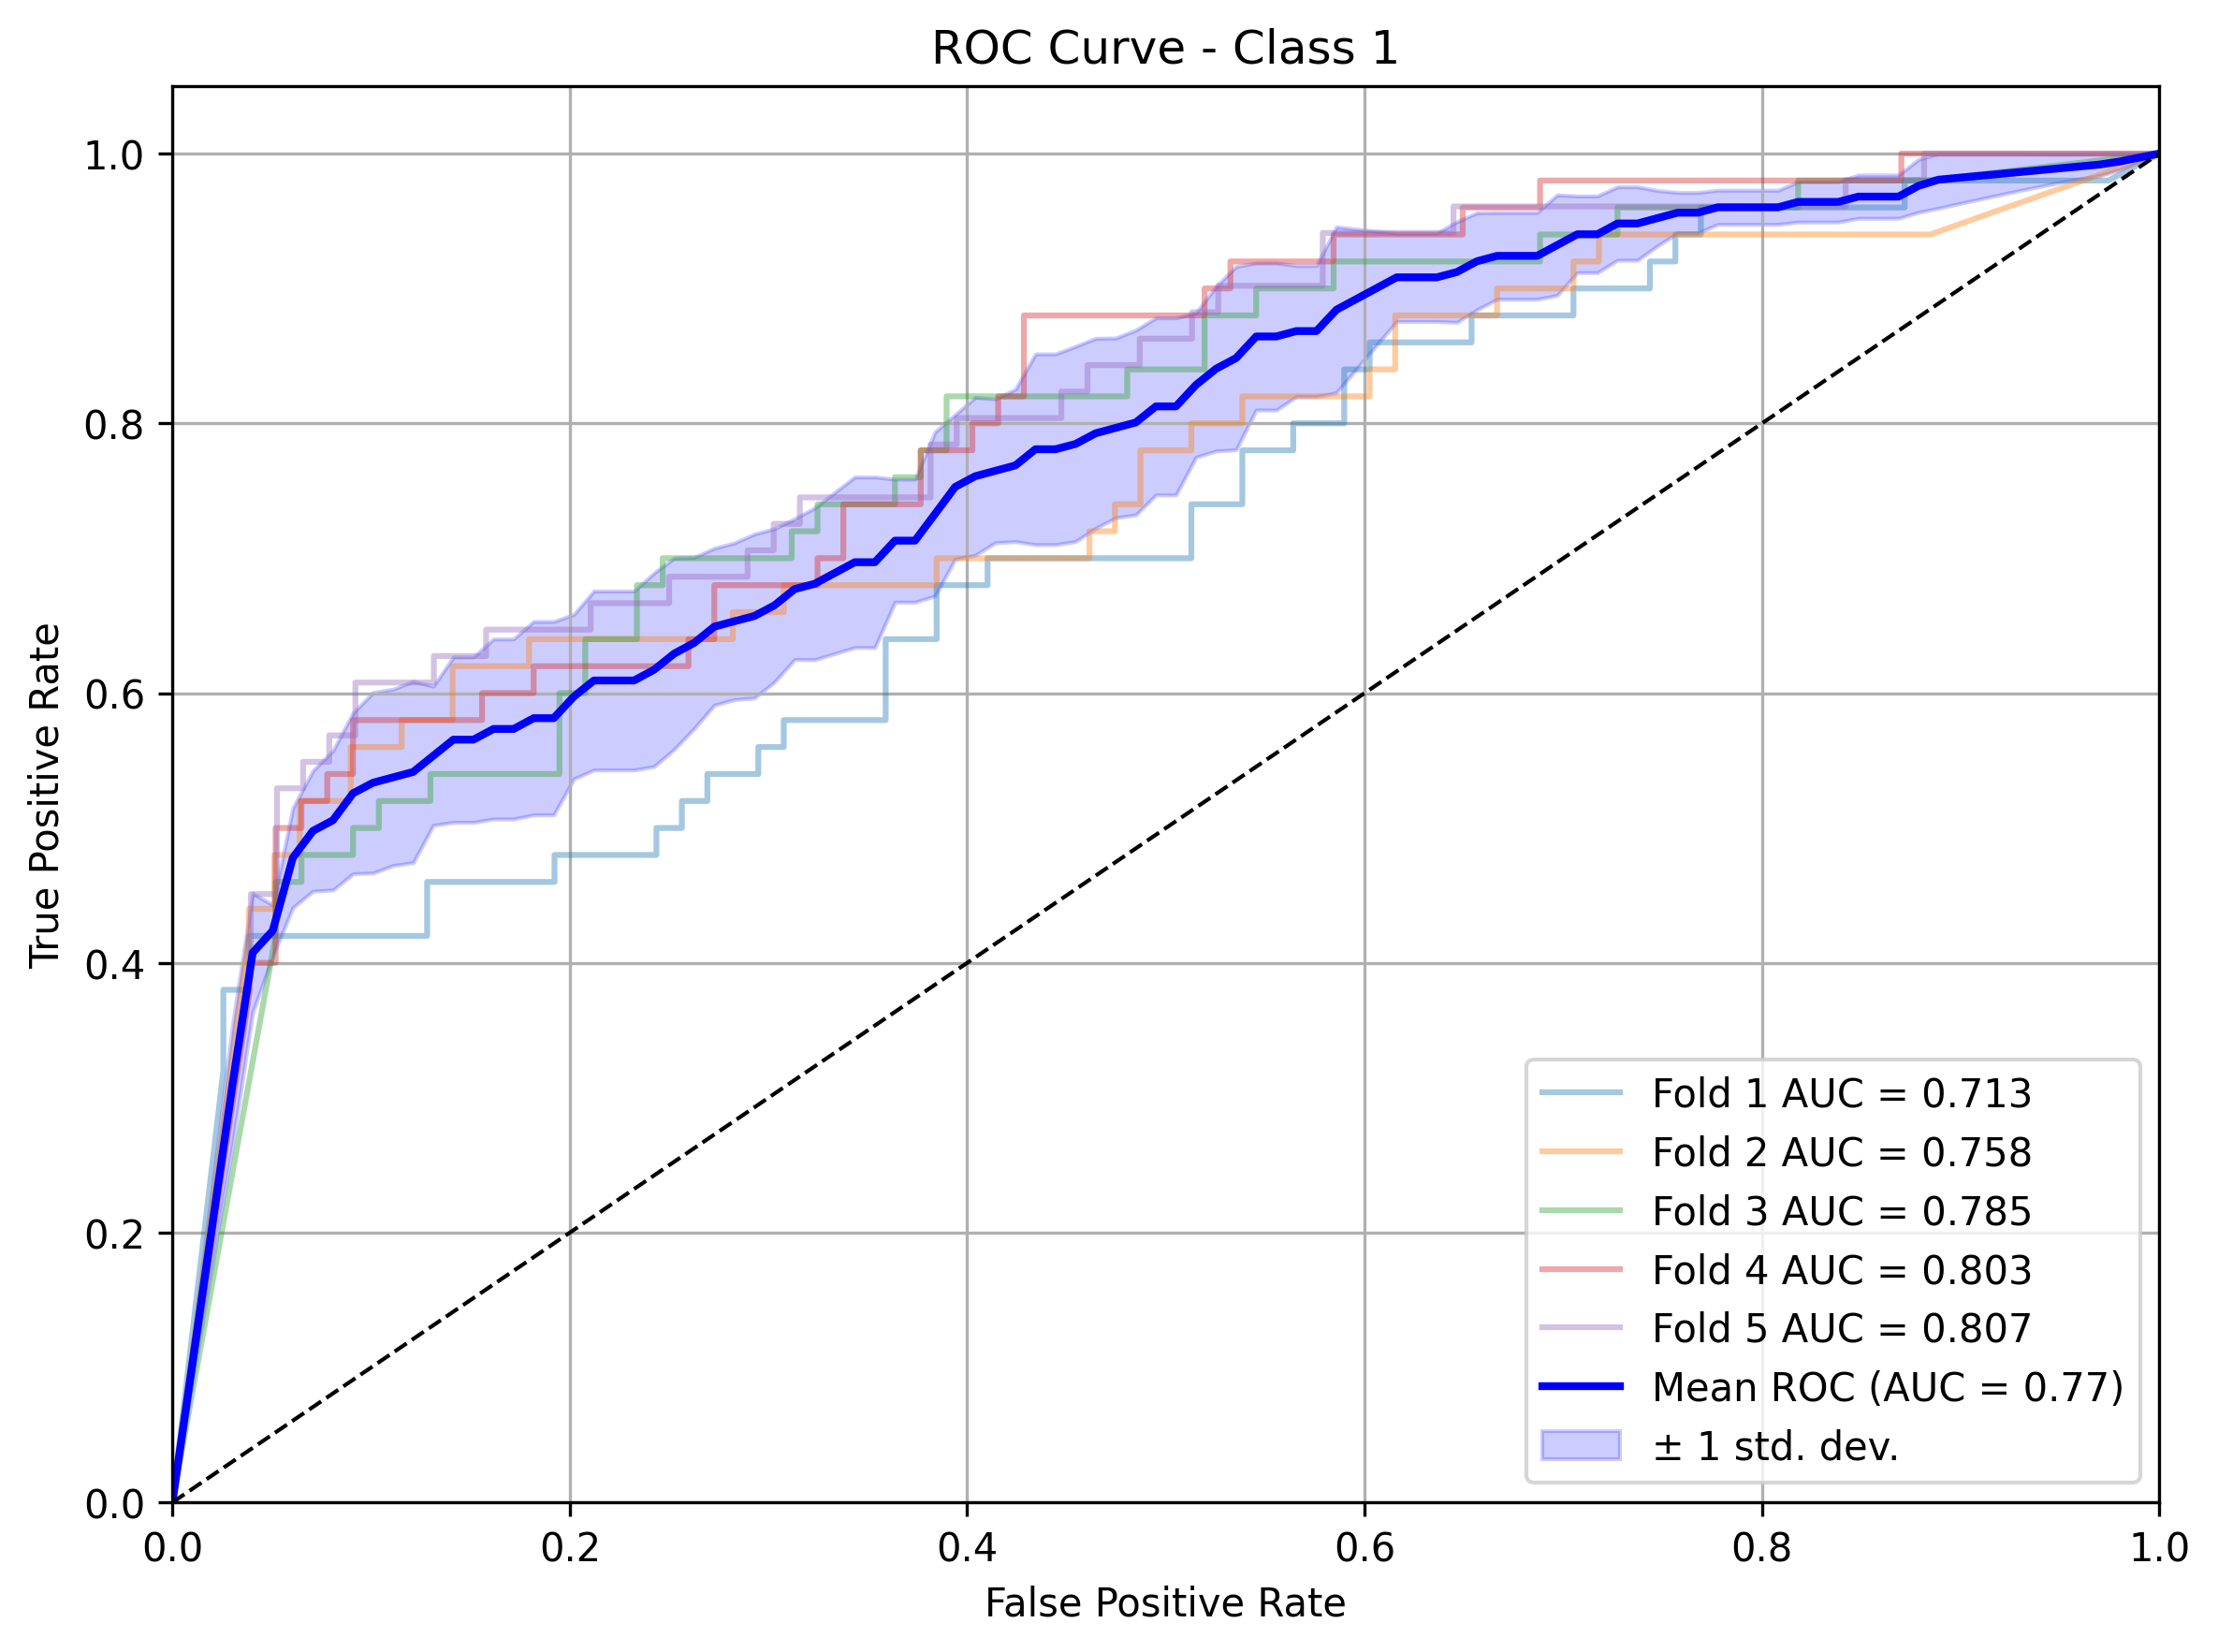 ROC Curve - Class 1
True Positive Rate
1.0
0.8
0.6
0.4
0.2
0.0
0.0 0.2 0.4 0.6 0.8 1.0
False Positive Rate
Fold 1 AUC = 0.713
Fold 2 AUC = 0.758
Fold 3 AUC = 0.785
Fold 4 AUC = 0.803
Fold 5 AUC = 0.807
Mean ROC (AUC = 0.77)
± 1 std. dev.